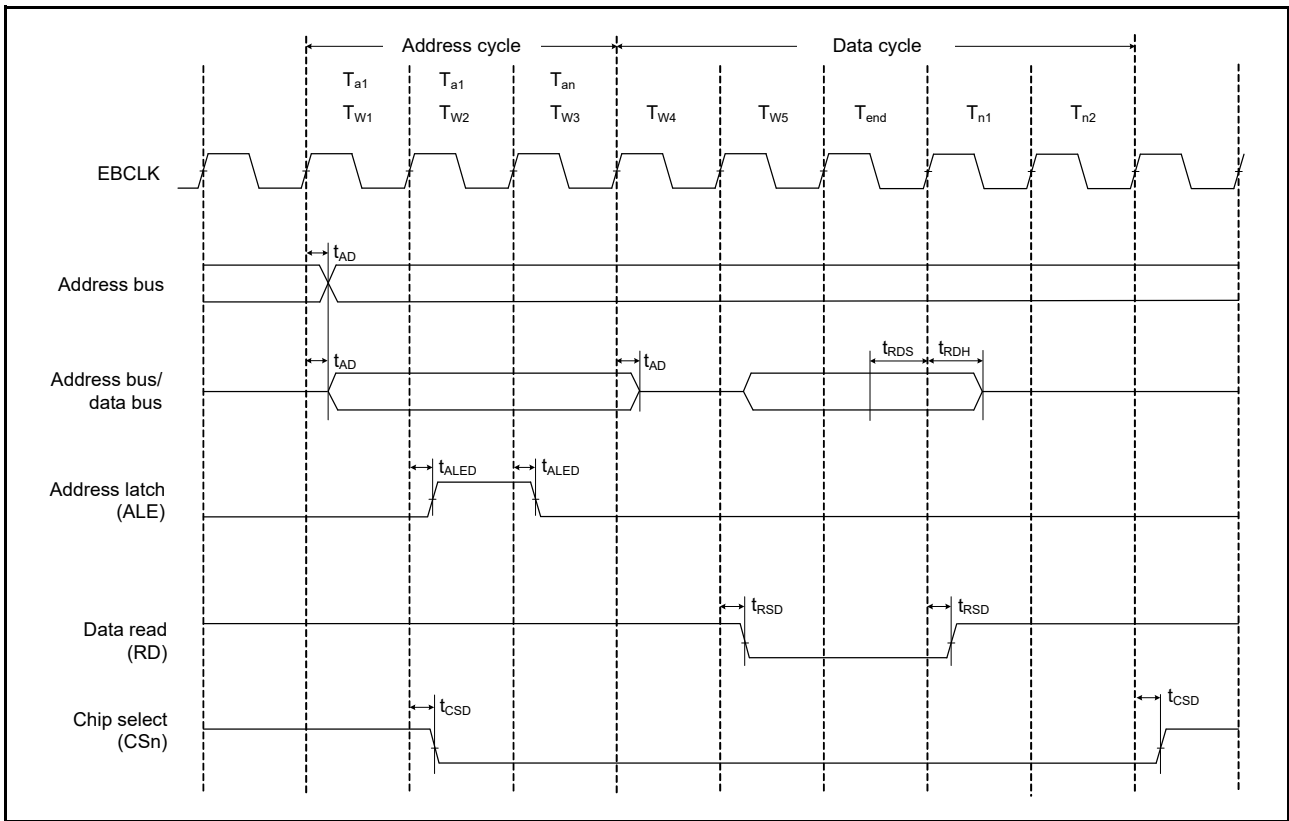 Address cycle Data cycle
Ta1 Ta1 Tan
TW1 TW2 TW3 TW4 TW5 Tend Tn1 Tn2
EBCLK
tAD
Address bus
tAD tAD tRDS tRDH
Address bus/
data bus
tALED tALED
Address latch
(ALE)
tRSD tRSD
Data read
(RD)
tCSD tCSD
Chip select
(CSn)